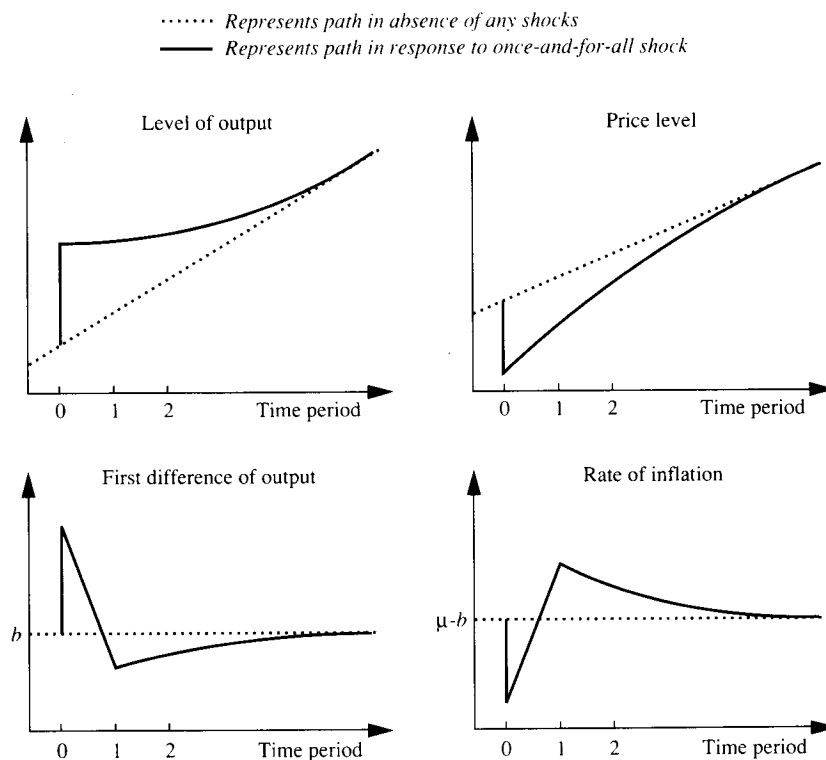 Represents path in absence of any shocks
Represents path in response to once-and-for-all shock
Level of output
0 1 2 Time period
Price level
0 1 2 Time period
First difference of output
b
0 1 2 Time period
Rate of inflation
μ-b
0 1 2 Time period